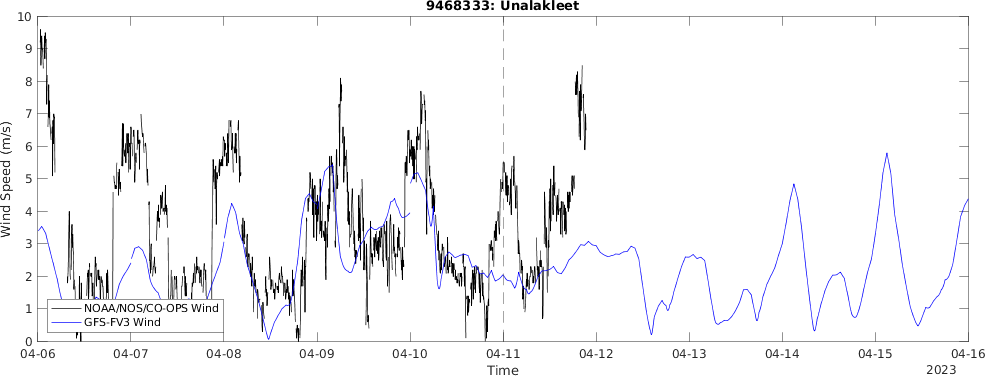 9468333: Unalakleet
Wind Speed (m/s)
10
9
8
7
6
5
4
3
2
1
0
NOAA/NOS/CO-OPS Wind
GFS-FV3 Wind
04-06 04-07 04-08 04-09 04-10 04-11 04-12 04-13 04-14 04-15 04-16
Time
2023